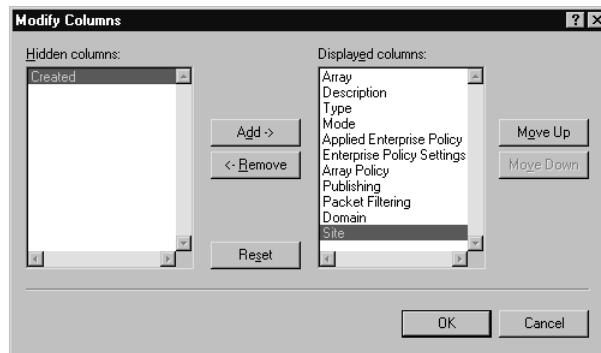 Modify Columns
Hidden columns:
Created
Add ->
<- Remove
Reset
Displayed columns:
Array
Description
Type
Mode
Applied Enterprise Policy
Enterprise Policy Settings
Array Policy
Publishing
Packet Filtering
Domain
Site
Move Up
Move Down
OK
Cancel